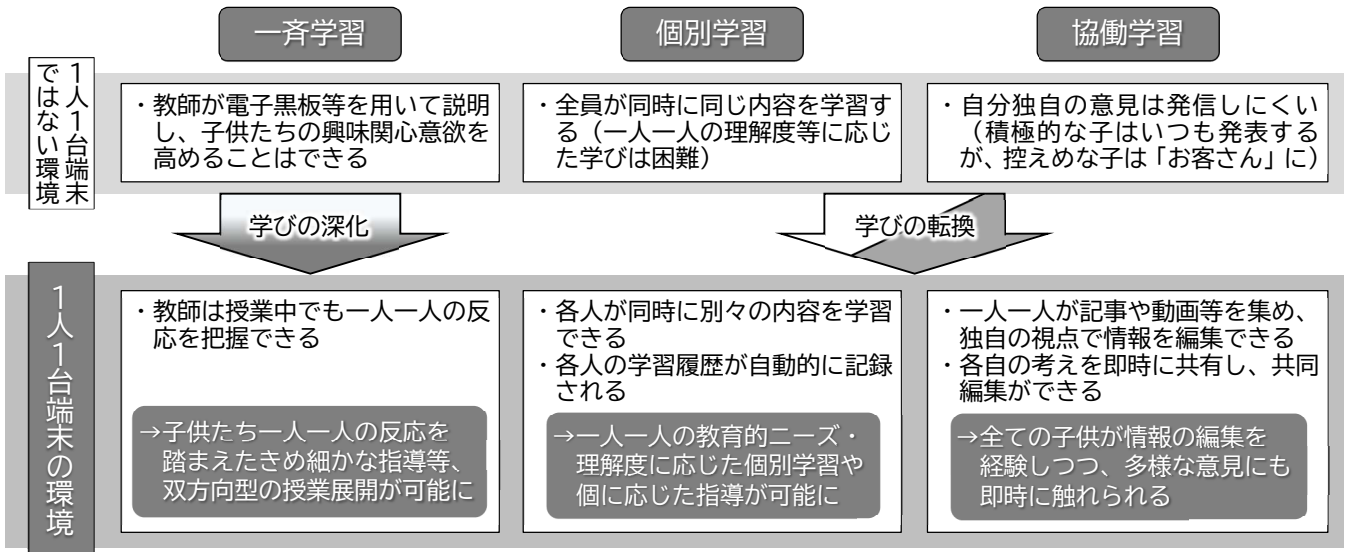 一斉学習
個別学習
協働学習
1人1台端末
ではない環境
・教師が電子黒板等を用いて説明
し、子供たちの興味関心意欲を
高めることはできる
・全員が同時に同じ内容を学習す
る（一人一人の理解度等に応じ
た学びは困難）
・自分独自の意見は発信しにくい
（積極的な子はいつも発表する
が、控えめな子は「お客さん」に）
学びの深化
学びの転換
1人1台端末の環境
・教師は授業中でも一人一人の反
応を把握できる
→子供たち一人一人の反応を
踏まえたきめ細かな指導等、
双方向型の授業展開が可能に
・各人が同時に別々の内容を学習
できる
・各人の学習履歴が自動的に記録
される
→一人一人の教育的ニーズ・
理解度に応じた個別学習や
個に応じた指導が可能に
・一人一人が記事や動画等を集め、
独自の視点で情報を編集できる
・各自の考えを即時に共有し、共同
編集ができる
→全ての子供が情報の編集を
経験しつつ、多様な意見にも
即時に触れられる